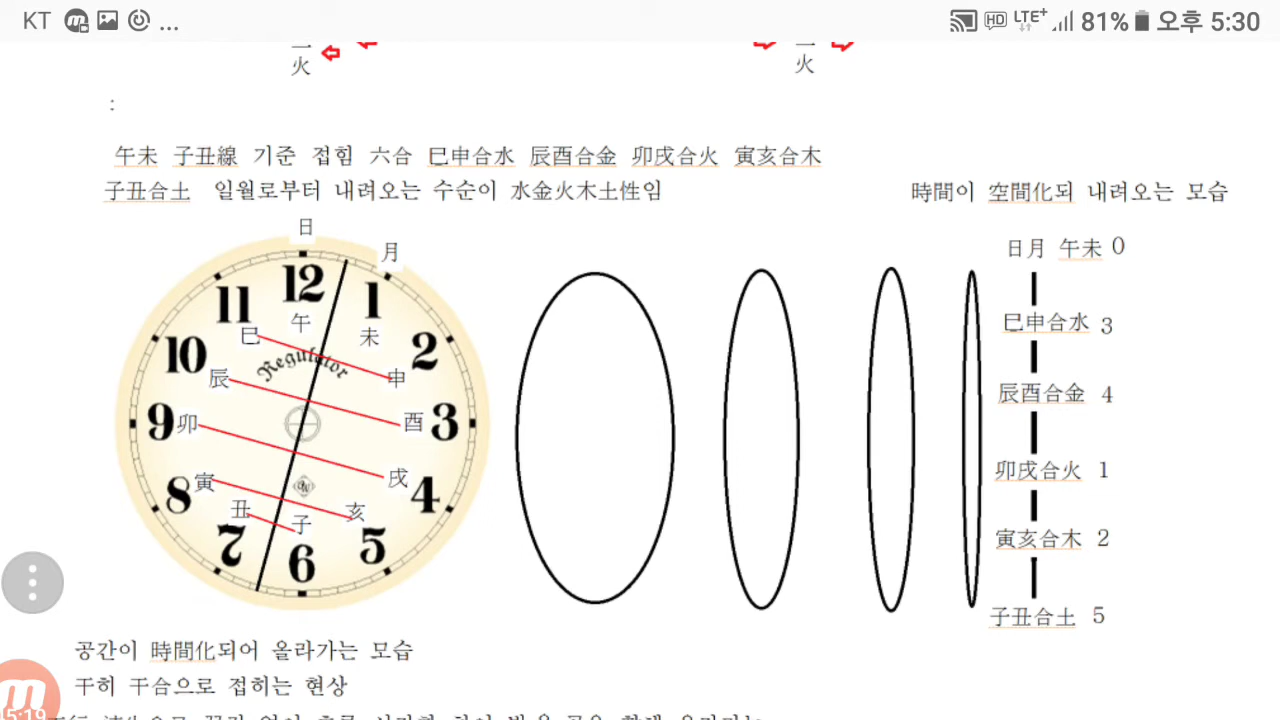 KT ... HD LTE+ 81% 오후 5:30
火 火
:
午未 子丑線 기준 접힘 六合 巳申合水 辰酉合金 卯戌合火 寅亥合木
子丑合土 일월로부터 내려오는 수순이 水金火木土性임 時間이 空間化되 내려오는 모습
日
月
日月 午未 0
12
11 1
午
巳 未
巳申合水 3
10 2
Regulator
辰 申
辰酉合金 4
9 卯 酉 3
卯戌合火 1
8 寅 戌 4
丑 子 亥
寅亥合木 2
7 6 5
子丑合土 5
공간이 時間化되어 올라가는 모습
干히 干合으로 접히는 현상
m
5:19